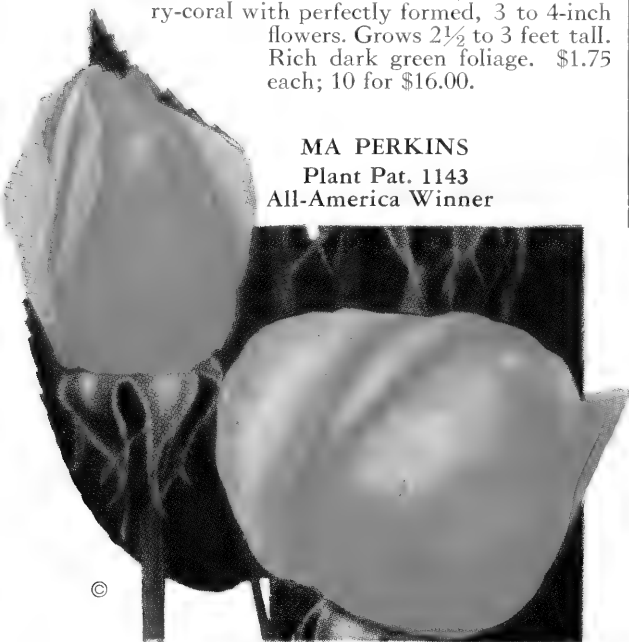 ry-coral with perfectly formed, 3 to 4-inch
flowers. Grows 2½ to 3 feet tall.
Rich dark green foliage. $1.75
each; 10 for $16.00.
MA PERKINS
Plant Pat. 1143
All-America Winner
©